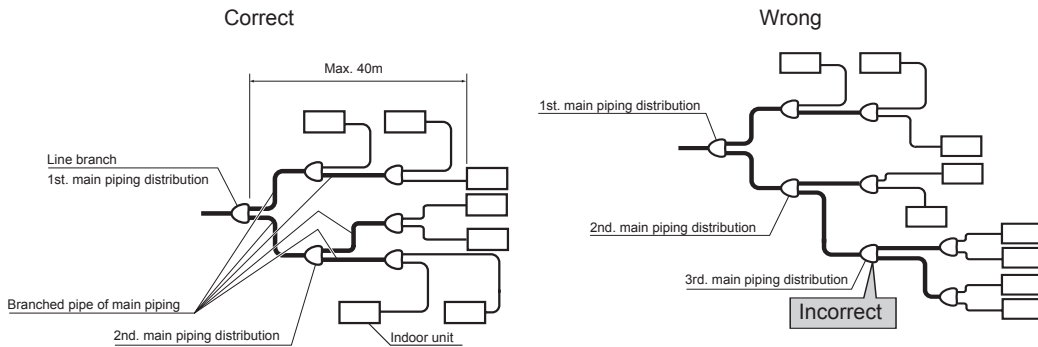 Correct
Max. 40m
Line branch
1st. main piping distribution
Branched pipe of main piping
2nd. main piping distribution
Indoor unit
Wrong
1st. main piping distribution
2nd. main piping distribution
3rd. main piping distribution
Incorrect